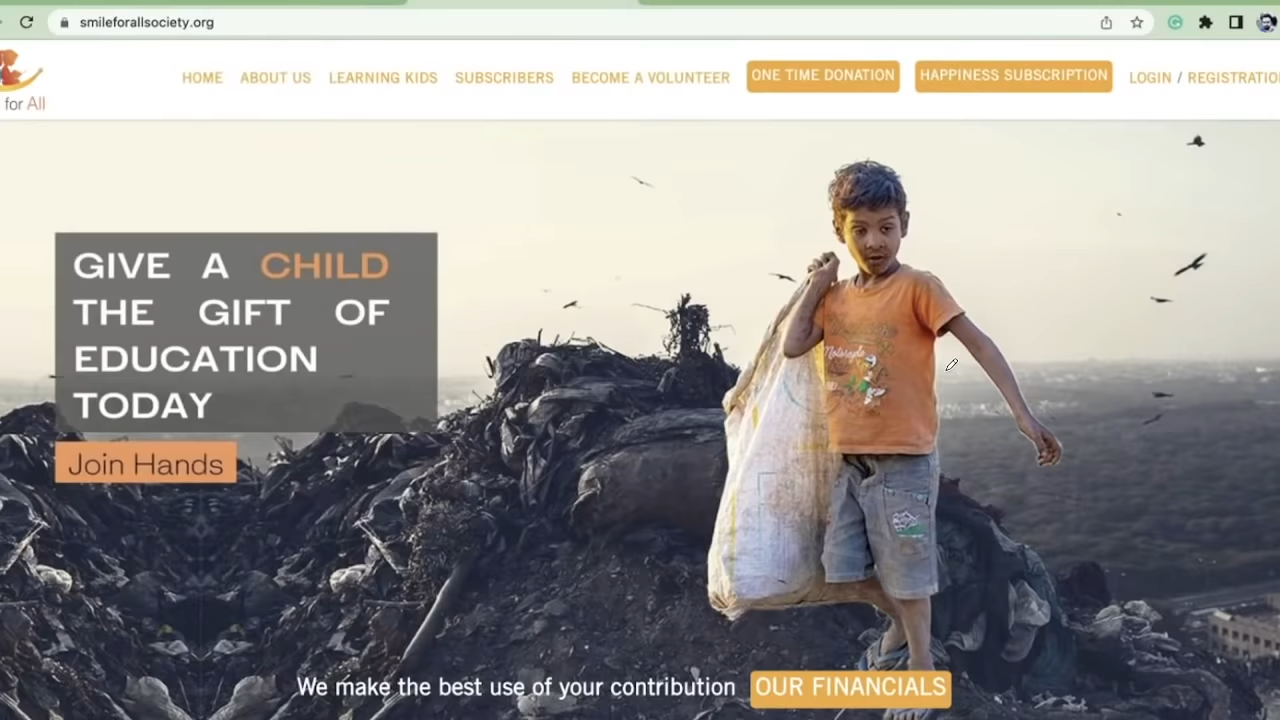 smileforallsociety.org
for All
HOME ABOUT US LEARNING KIDS SUBSCRIBERS BECOME A VOLUNTEER ONE TIME DONATION HAPPINESS SUBSCRIPTION LOGIN / REGISTRATIO
GIVE A CHILD
THE GIFT OF
EDUCATION
TODAY
Join Hands
We make the best use of your contribution OUR FINANCIALS